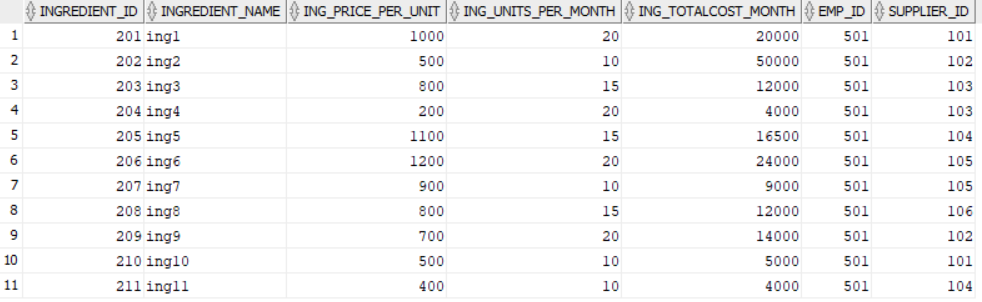 INGREDIENT_ID INGREDIENT_NAME ING_PRICE_PER_UNIT ING_UNITS_PER_MONTH ING_TOTALCOST_MONTH EMP_ID SUPPLIER_ID
1 201 ing1 1000 20 20000 501 101
2 202 ing2 500 10 50000 501 102
3 203 ing3 800 15 12000 501 103
4 204 ing4 200 20 4000 501 103
5 205 ing5 1100 15 16500 501 104
6 206 ing6 1200 20 24000 501 105
7 207 ing7 900 10 9000 501 105
8 208 ing8 800 15 12000 501 106
9 209 ing9 700 20 14000 501 102
10 210 ing10 500 10 5000 501 101
11 211 ing11 400 10 4000 501 104